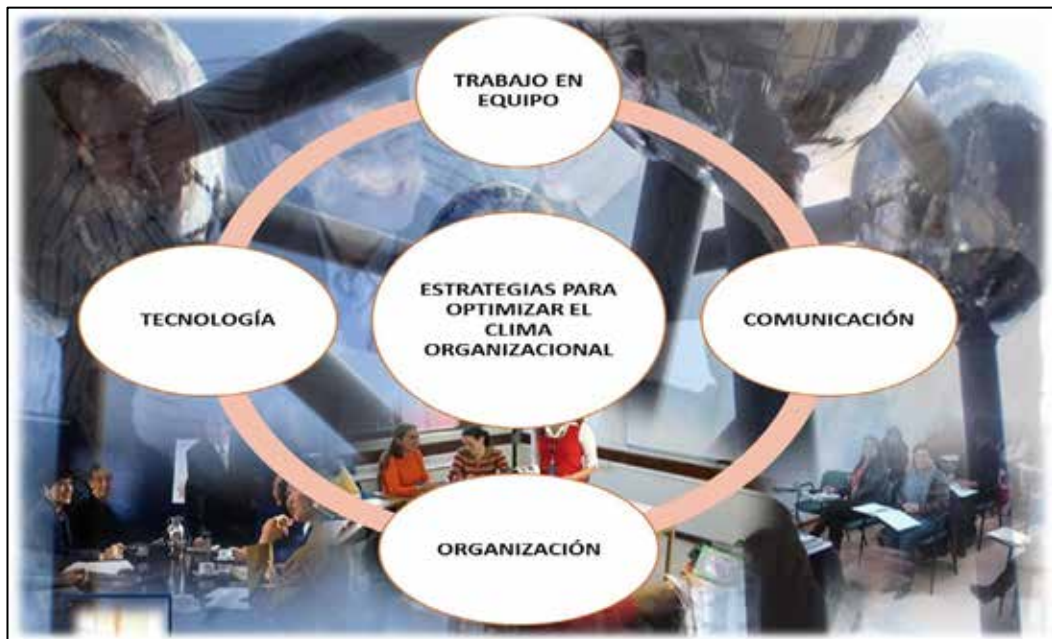 TRABAJO EN
EQUIPO
TECNOLOGÍA
ESTRATEGIAS PARA
OPTIMIZAR EL
CLIMA
ORGANIZACIONAL
COMUNICACIÓN
ORGANIZACIÓN